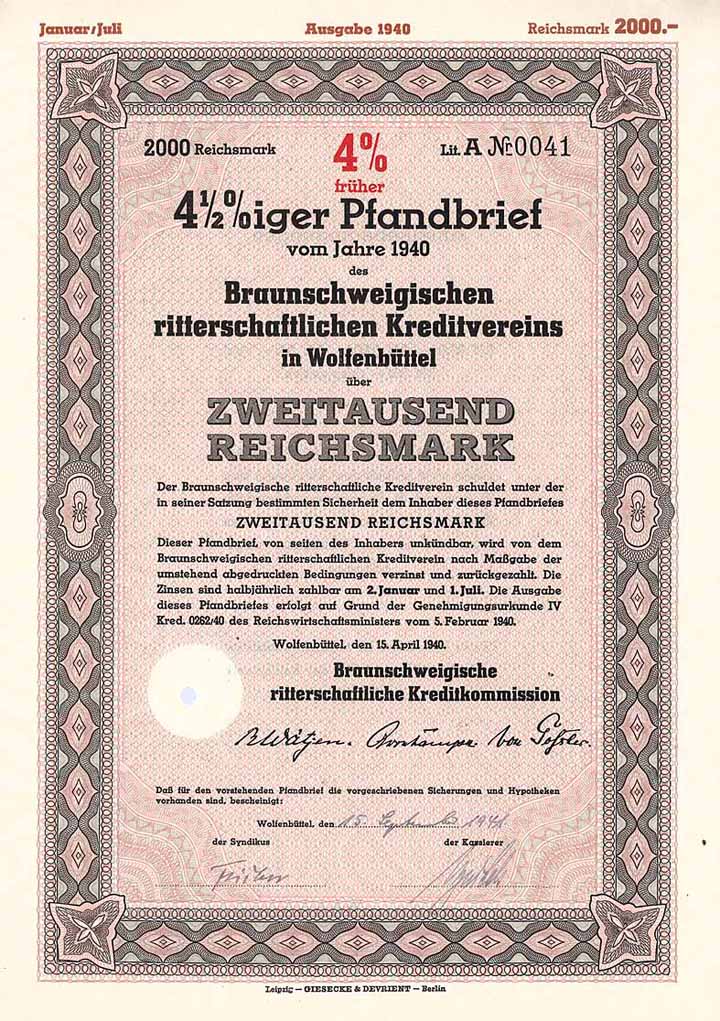 Januar/Juli Ausgabe 1940 Reichsmark 2000.–
2000 Reichsmark 4% Lit. A № 0041
früher
4½%iger Pfandbrief
vom Jahre 1940
des
Braunschweigischen
ritterschaftlichen Kreditvereins
in Wolfenbüttel
über
ZWEITAUSEND
REICHSMARK
Der Braunschweigische ritterschaftliche Kreditverein schuldet unter der
in seiner Satzung bestimmten Sicherheit dem Inhaber dieses Pfandbriefes
ZWEITAUSEND REICHSMARK
Dieser Pfandbrief, von seiten des Inhabers unkündbar, wird von dem
Braunschweigischen ritterschaftlichen Kreditverein nach Maßgabe der
umstehend abgedruckten Bedingungen verzinst und zurückgezahlt. Die
Zinsen sind halbjährlich zahlbar am 2. Januar und 1. Juli. Die Ausgabe
dieses Pfandbriefes erfolgt auf Grund der Genehmigungsurkunde IV
Kred. 0262/40 des Reichswirtschaftsministers vom 5. Februar 1940.
Wolfenbüttel, den 15. April 1940.
Braunschweigische
ritterschaftliche Kreditkommission
Daß für den vorstehenden Pfandbrief die vorgeschriebenen Sicherungen und Hypotheken
vorhanden sind, bescheinigt:
Wolfenbüttel, den 15. September 1941
der Syndikus der Kassierer
Leipzig – GIESECKE & DEVRIENT – Berlin